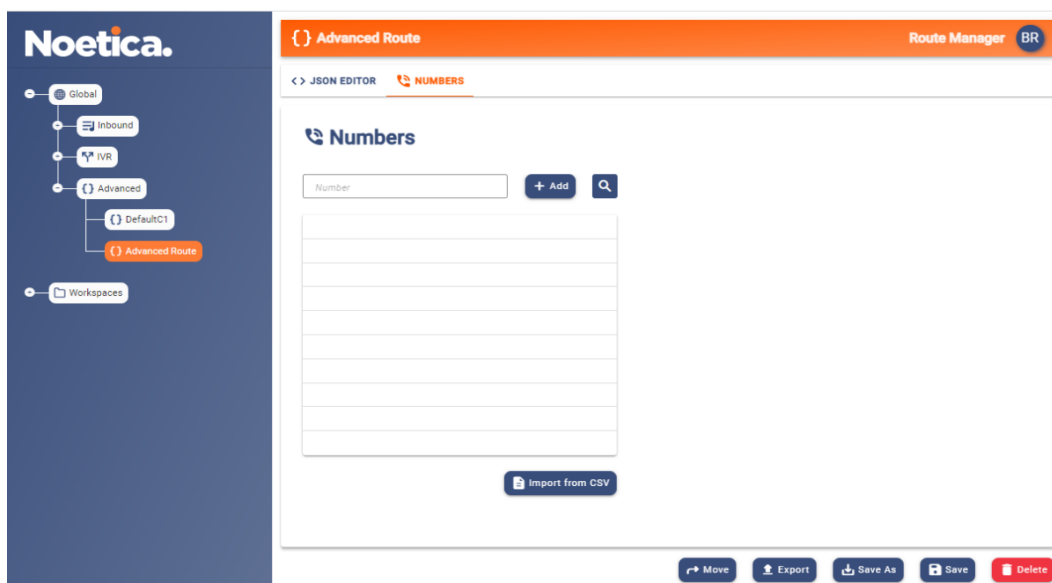 Noetica.
Global
Inbound
IVR
{ } Advanced
{ } DefaultC1
{ } Advanced Route
Workspaces
{ } Advanced Route
Route Manager BR
< > JSON EDITOR NUMBERS
Numbers
Number + Add
Import from CSV
Move Export Save As Save Delete